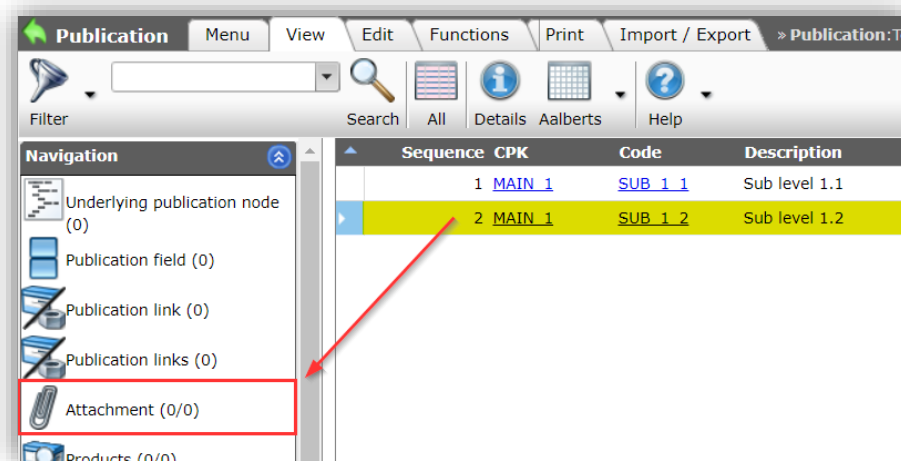 Publication Menu View Edit Functions Print Import / Export » Publication:T
Filter Search All Details Aalberts Help
Navigation
Sequence CPK Code Description
1 MAIN_1 SUB_1_1 Sub level 1.1
2 MAIN_1 SUB_1_2 Sub level 1.2
Underlying publication node
(0)
Publication field (0)
Publication link (0)
Publication links (0)
Attachment (0/0)
Products (0/0)